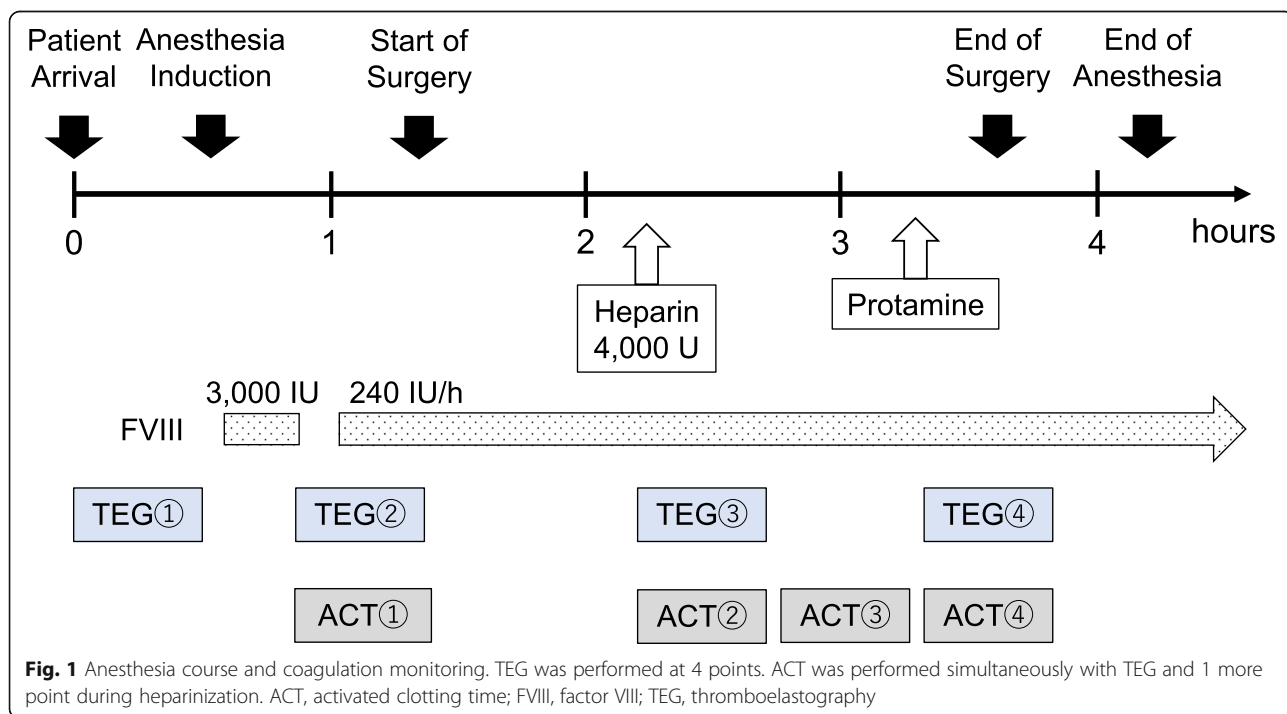 Patient Arrival
Anesthesia Induction
Start of Surgery
End of Surgery
End of Anesthesia
0
1
2
3
4
hours
Heparin
4,000 U
Protamine
3,000 IU
240 IU/h
FVIII
TEG①
TEG②
TEG③
TEG④
ACT①
ACT②
ACT③
ACT④
Fig. 1 Anesthesia course and coagulation monitoring. TEG was performed at 4 points. ACT was performed simultaneously with TEG and 1 more
point during heparinization. ACT, activated clotting time; FVIII, factor VIII; TEG, thromboelastography